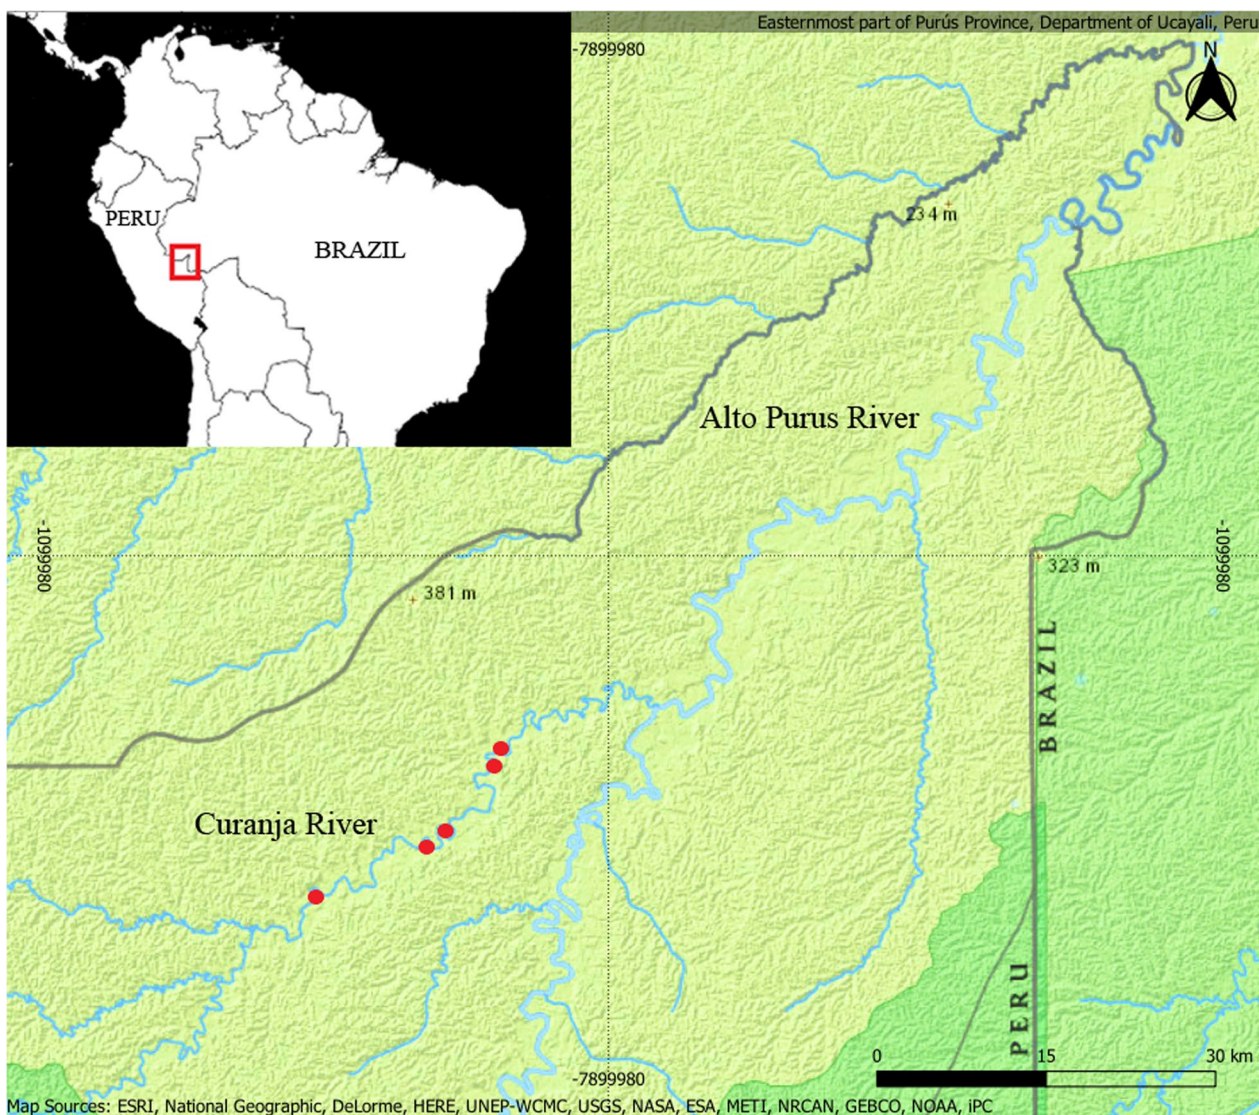 Easternmost part of Purús Province, Department of Ucayali, Peru
-7899980
N
PERU
BRAZIL
234 m
Alto Purus River
-1099980
-1099980
323 m
381 m
BRAZIL
Curanja River
PERU
0 15 30 km
-7899980
Map Sources: ESRI, National Geographic, DeLorme, HERE, UNEP-WCMC, USGS, NASA, ESA, METI, NRCAN, GEBCO, NOAA, iPC